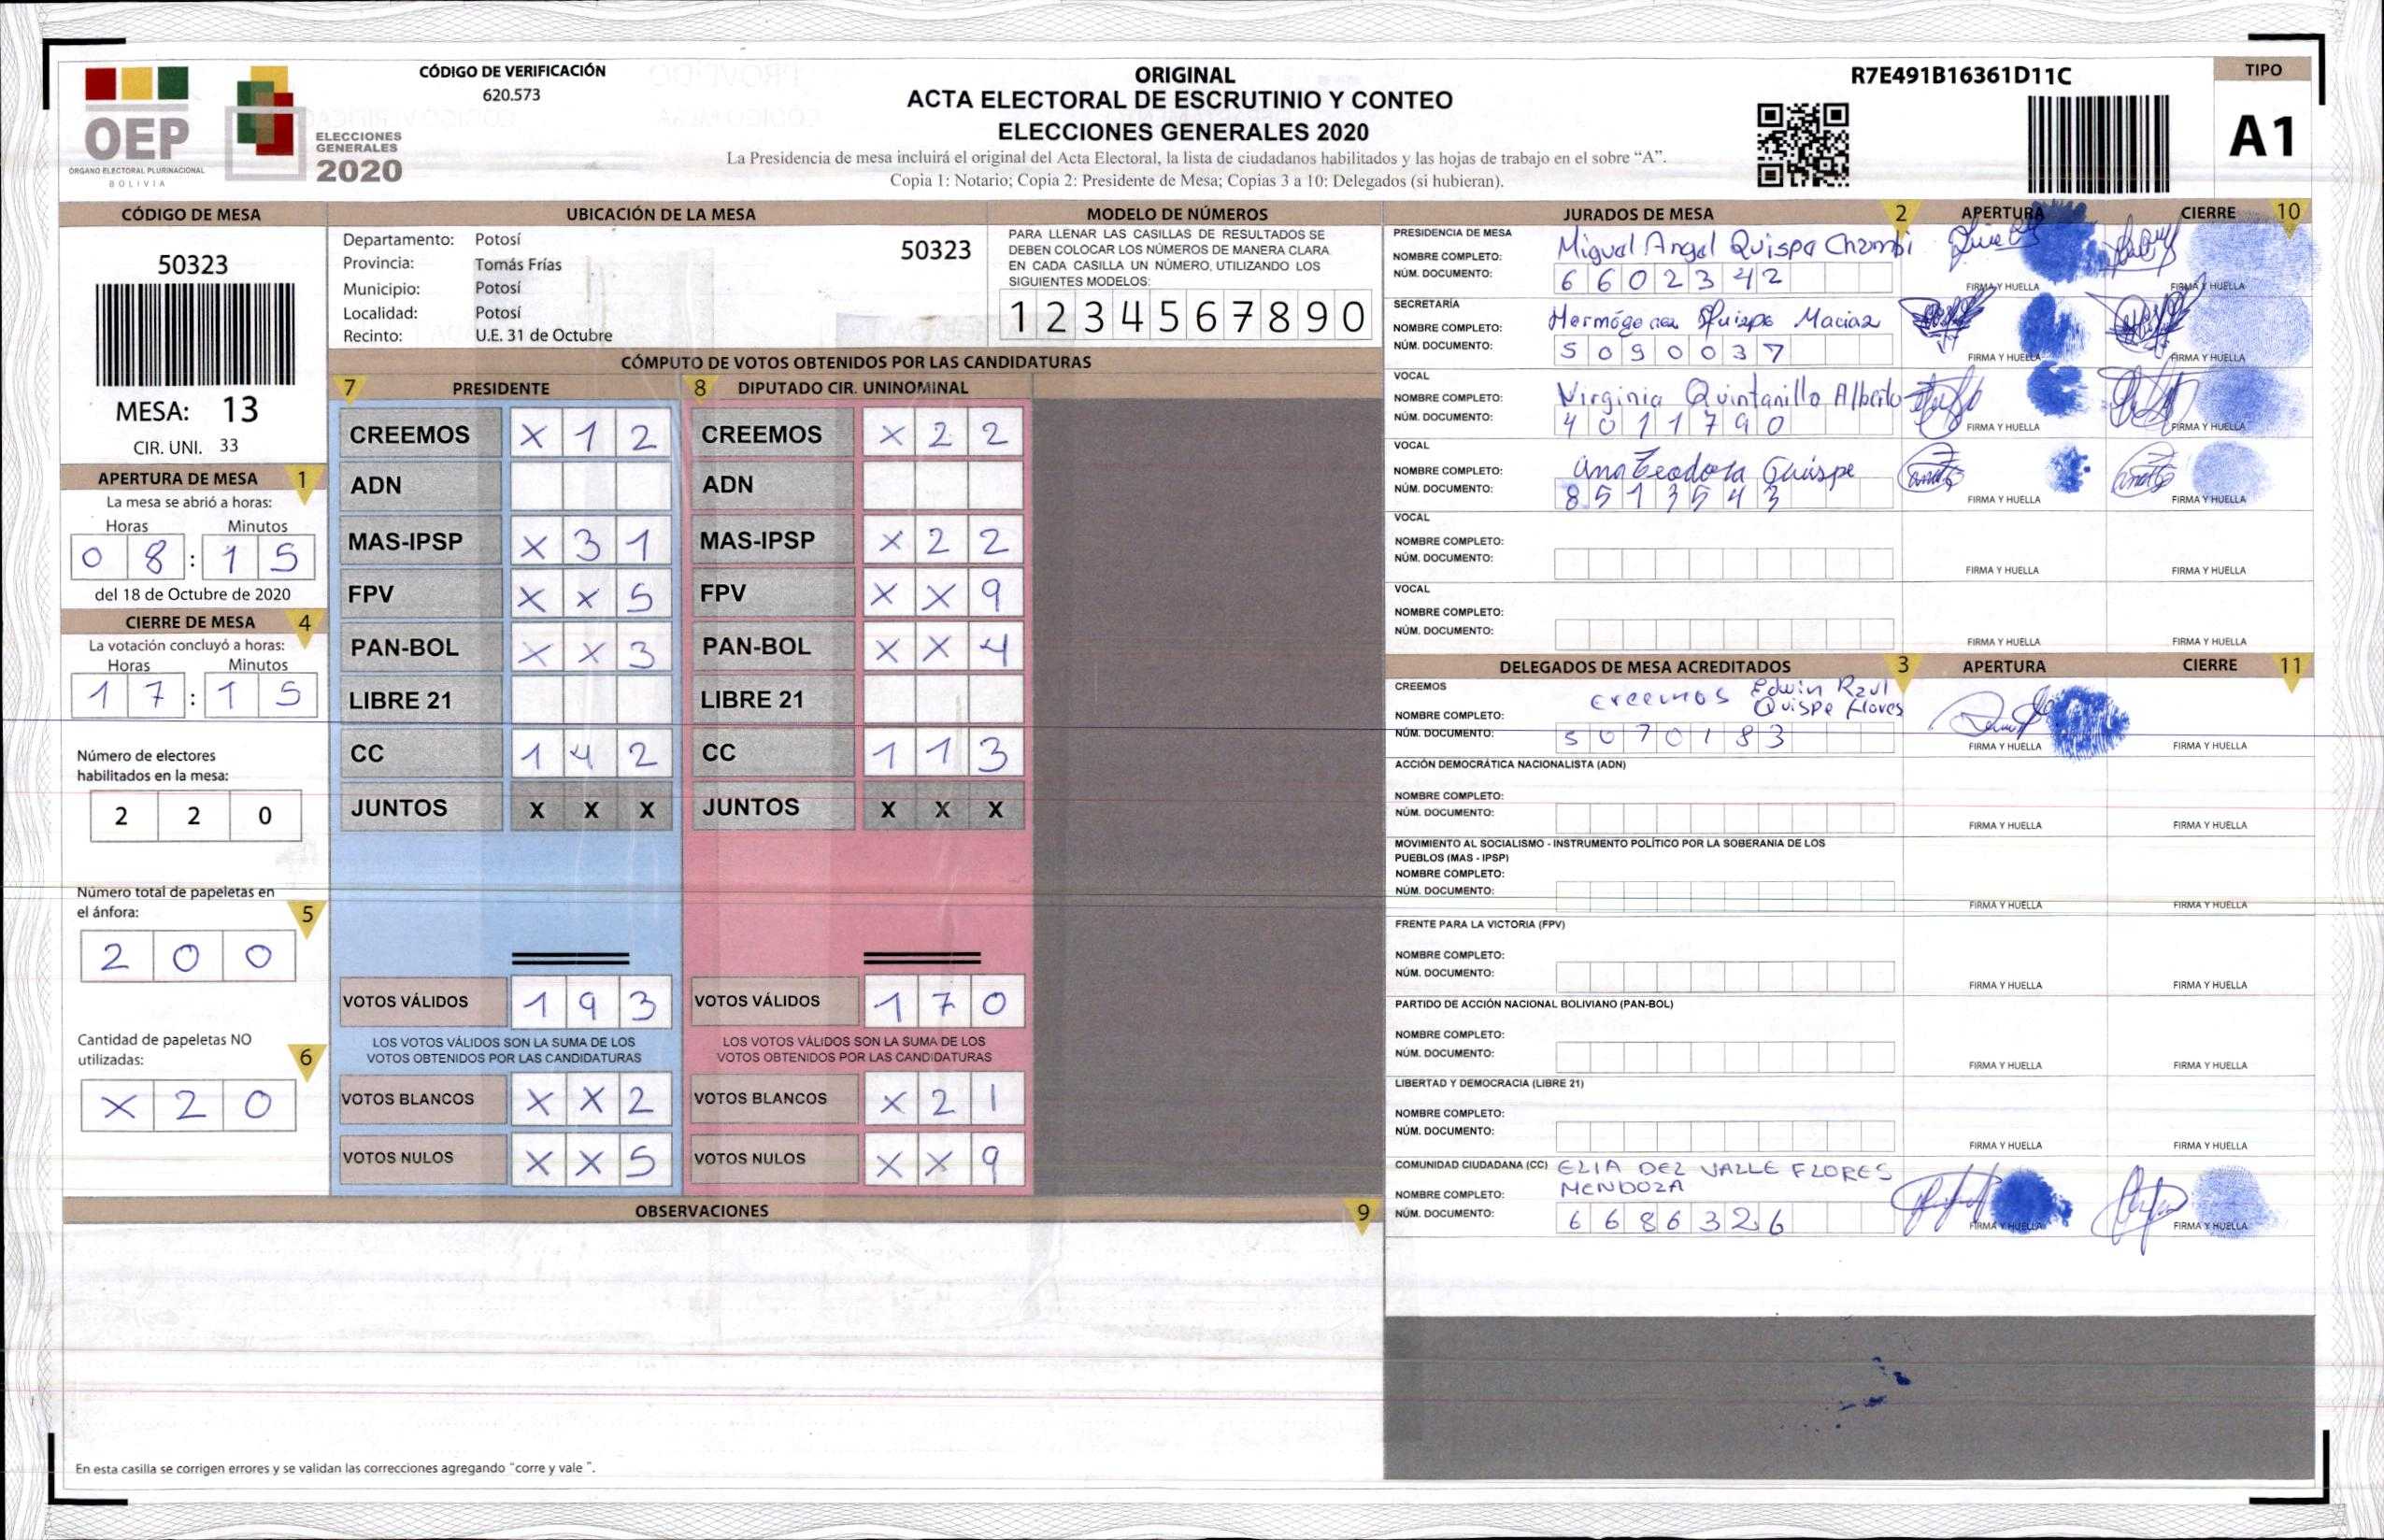 OEP
ÓRGANO ELECTORAL PLURINACIONAL
BOLIVIA
ELECCIONES
GENERALES
2020
CÓDIGO DE VERIFICACIÓN
620.573
ORIGINAL
ACTA ELECTORAL DE ESCRUTINIO Y CONTEO
ELECCIONES GENERALES 2020
La Presidencia de mesa incluirá el original del Acta Electoral, la lista de ciudadanos habilitados y las hojas de trabajo en el sobre “A”.
Copia 1: Notario; Copia 2: Presidente de Mesa; Copias 3 a 10: Delegados (si hubieran).
R7E491B16361D11C
TIPO
A1
CÓDIGO DE MESA
50323
MESA: 13
CIR. UNI. 33
APERTURA DE MESA 1
La mesa se abrió a horas:
Horas Minutos
0 8 : 1 5
del 18 de Octubre de 2020
CIERRE DE MESA 4
La votación concluyó a horas:
Horas Minutos
1 7 : 1 5
Número de electores
habilitados en la mesa:
2 2 0
Número total de papeletas en
el ánfora: 5
2 0 0
Cantidad de papeletas NO
utilizadas: 6
X 2 0
UBICACIÓN DE LA MESA
Departamento: Potosí 50323
Provincia: Tomás Frías
Municipio: Potosí
Localidad: Potosí
Recinto: U.E. 31 de Octubre
MODELO DE NÚMEROS
PARA LLENAR LAS CASILLAS DE RESULTADOS SE
DEBEN COLOCAR LOS NÚMEROS DE MANERA CLARA
EN CADA CASILLA UN NÚMERO, UTILIZANDO LOS
SIGUIENTES MODELOS:
1 2 3 4 5 6 7 8 9 0
CÓMPUTO DE VOTOS OBTENIDOS POR LAS CANDIDATURAS
7 PRESIDENTE 8 DIPUTADO CIR. UNINOMINAL
CREEMOS X 1 2 CREEMOS X 2 2
ADN ADN
MAS-IPSP X 3 1 MAS-IPSP X 2 2
FPV X X 5 FPV X X 9
PAN-BOL X X 3 PAN-BOL X X 4
LIBRE 21 LIBRE 21
CC 1 4 2 CC 1 1 3
JUNTOS X X X JUNTOS X X X
VOTOS VÁLIDOS 1 9 3 VOTOS VÁLIDOS 1 7 0
LOS VOTOS VÁLIDOS SON LA SUMA DE LOS LOS VOTOS VÁLIDOS SON LA SUMA DE LOS
VOTOS OBTENIDOS POR LAS CANDIDATURAS VOTOS OBTENIDOS POR LAS CANDIDATURAS
VOTOS BLANCOS X X 2 VOTOS BLANCOS X 2 1
VOTOS NULOS X X 5 VOTOS NULOS X X 9
OBSERVACIONES 9
En esta casilla se corrigen errores y se validan las correcciones agregando “corre y vale ”.
JURADOS DE MESA 2 APERTURA CIERRE 10
PRESIDENCIA DE MESA
NOMBRE COMPLETO: Migual Angal Quispa Chambi
NÚM. DOCUMENTO: 6 6 0 2 3 4 2
FIRMA Y HUELLA FIRMA Y HUELLA
SECRETARÍA
NOMBRE COMPLETO: Quispe Macias
NÚM. DOCUMENTO: 5 0 9 0 0 3 7
FIRMA Y HUELLA FIRMA Y HUELLA
VOCAL
NOMBRE COMPLETO: Virginia Quintanilla Alberto
NÚM. DOCUMENTO: 4 0 1 1 7 9 0
FIRMA Y HUELLA FIRMA Y HUELLA
VOCAL
NOMBRE COMPLETO: Ana Teodora Quispe
NÚM. DOCUMENTO: 8 5 1 3 5 4 3
FIRMA Y HUELLA FIRMA Y HUELLA
VOCAL
NOMBRE COMPLETO:
NÚM. DOCUMENTO:
FIRMA Y HUELLA FIRMA Y HUELLA
VOCAL
NOMBRE COMPLETO:
NÚM. DOCUMENTO:
FIRMA Y HUELLA FIRMA Y HUELLA
DELEGADOS DE MESA ACREDITADOS 3 APERTURA CIERRE 11
CREEMOS
creemos Edwin Raul
NOMBRE COMPLETO: Quispe Flores
NÚM. DOCUMENTO: 5 0 7 0 1 8 3
FIRMA Y HUELLA FIRMA Y HUELLA
ACCIÓN DEMOCRÁTICA NACIONALISTA (ADN)
NOMBRE COMPLETO:
NÚM. DOCUMENTO:
FIRMA Y HUELLA FIRMA Y HUELLA
MOVIMIENTO AL SOCIALISMO - INSTRUMENTO POLÍTICO POR LA SOBERANIA DE LOS
PUEBLOS (MAS - IPSP)
NOMBRE COMPLETO:
NÚM. DOCUMENTO:
FIRMA Y HUELLA FIRMA Y HUELLA
FRENTE PARA LA VICTORIA (FPV)
NOMBRE COMPLETO:
NÚM. DOCUMENTO:
FIRMA Y HUELLA FIRMA Y HUELLA
PARTIDO DE ACCIÓN NACIONAL BOLIVIANO (PAN-BOL)
NOMBRE COMPLETO:
NÚM. DOCUMENTO:
FIRMA Y HUELLA FIRMA Y HUELLA
LIBERTAD Y DEMOCRACIA (LIBRE 21)
NOMBRE COMPLETO:
NÚM. DOCUMENTO:
FIRMA Y HUELLA FIRMA Y HUELLA
COMUNIDAD CIUDADANA (CC) ELIA DEL VALLE FLORES
NOMBRE COMPLETO: MENDOZA
NÚM. DOCUMENTO: 6 6 8 6 3 2 6
FIRMA Y HUELLA FIRMA Y HUELLA